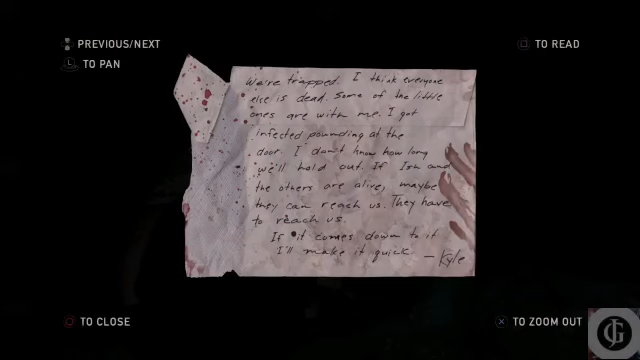 PREVIOUS/NEXT
TO PAN
TO READ
We're trapped. I think everyone
else is dead. Some of the little
ones are with me. I got
infected pounding at the
door. I don't know how long
we'll hold out. If Ish and
the others are alive, maybe
they can reach us. They have
to reach us.
If it comes down to it
I'll make it quick. — Kyle
TO CLOSE
TO ZOOM OUT